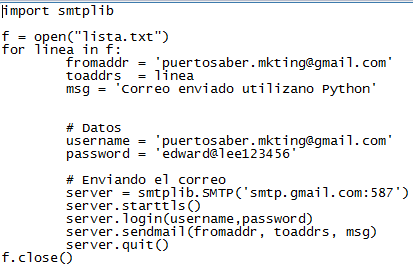 import smtplib

f = open("lista.txt")
for linea in f:
        fromaddr = 'puertosaber.mkting@gmail.com'
        toaddrs  = linea
        msg = 'Correo enviado utilizano Python'


        # Datos
        username = 'puertosaber.mkting@gmail.com'
        password = 'edward@lee123456'

        # Enviando el correo
        server = smtplib.SMTP('smtp.gmail.com:587')
        server.starttls()
        server.login(username,password)
        server.sendmail(fromaddr, toaddrs, msg)
        server.quit()
f.close()